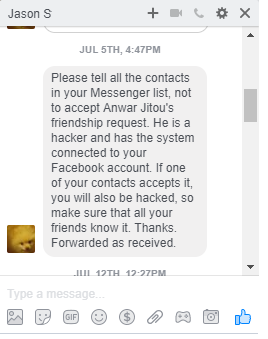 Jason S
JUL 5TH, 4:47PM
Please tell all the contacts
in your Messenger list, not
to accept Anwar Jitou's
friendship request. He is a
hacker and has the system
connected to your
Facebook account. If one
of your contacts accepts it,
you will also be hacked, so
make sure that all your
friends know it. Thanks.
Forwarded as received.
JUL 12TH, 12:27PM
Type a message...
GIF